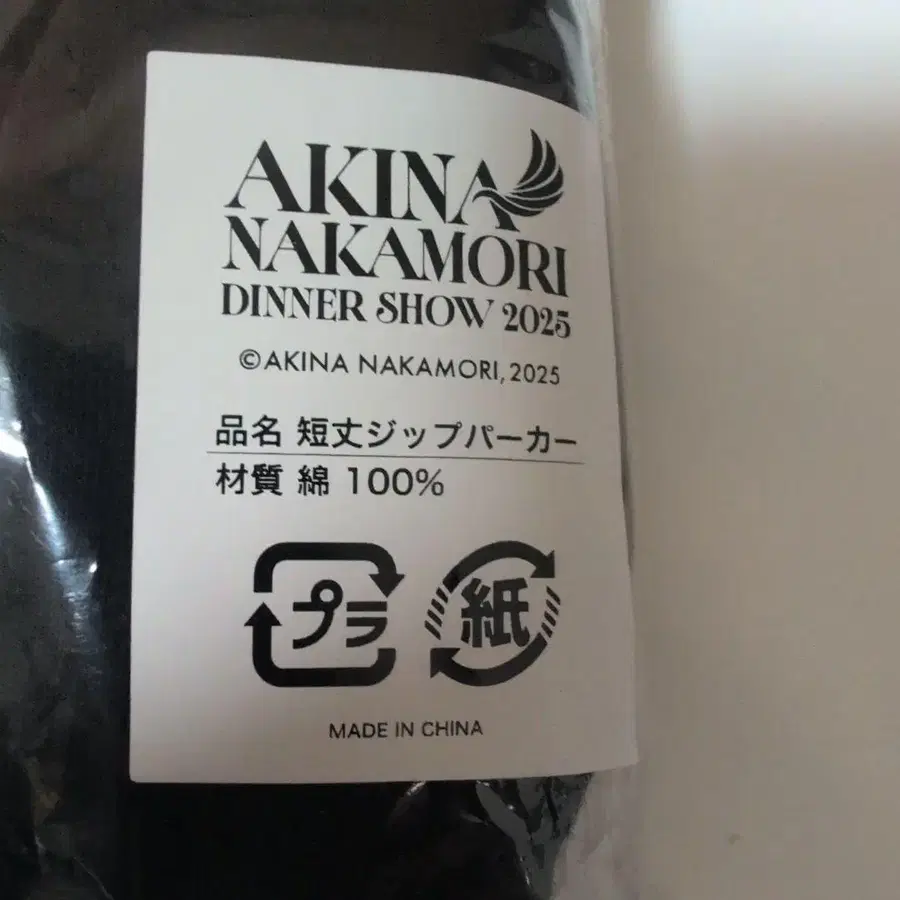 AKINA
NAKAMORI
DINNER SHOW 2025
©AKINA NAKAMORI, 2025
品名 短丈ジップパーカー
材質 綿 100%
プラ
紙
MADE IN CHINA